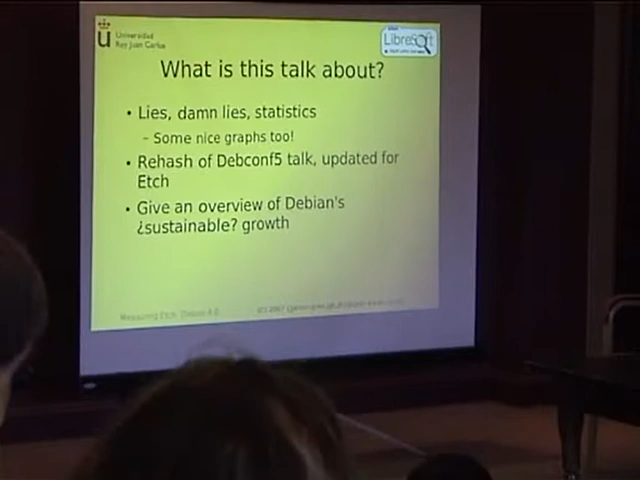 Universidad
Rey Juan Carlos
LibreSoft
What is this talk about?
• Lies, damn lies, statistics
– Some nice graphs too!
• Rehash of Debconf5 talk, updated for
Etch
• Give an overview of Debian's
¿sustainable? growth
Measuring Etch: Debian 4.0
(C) 2007